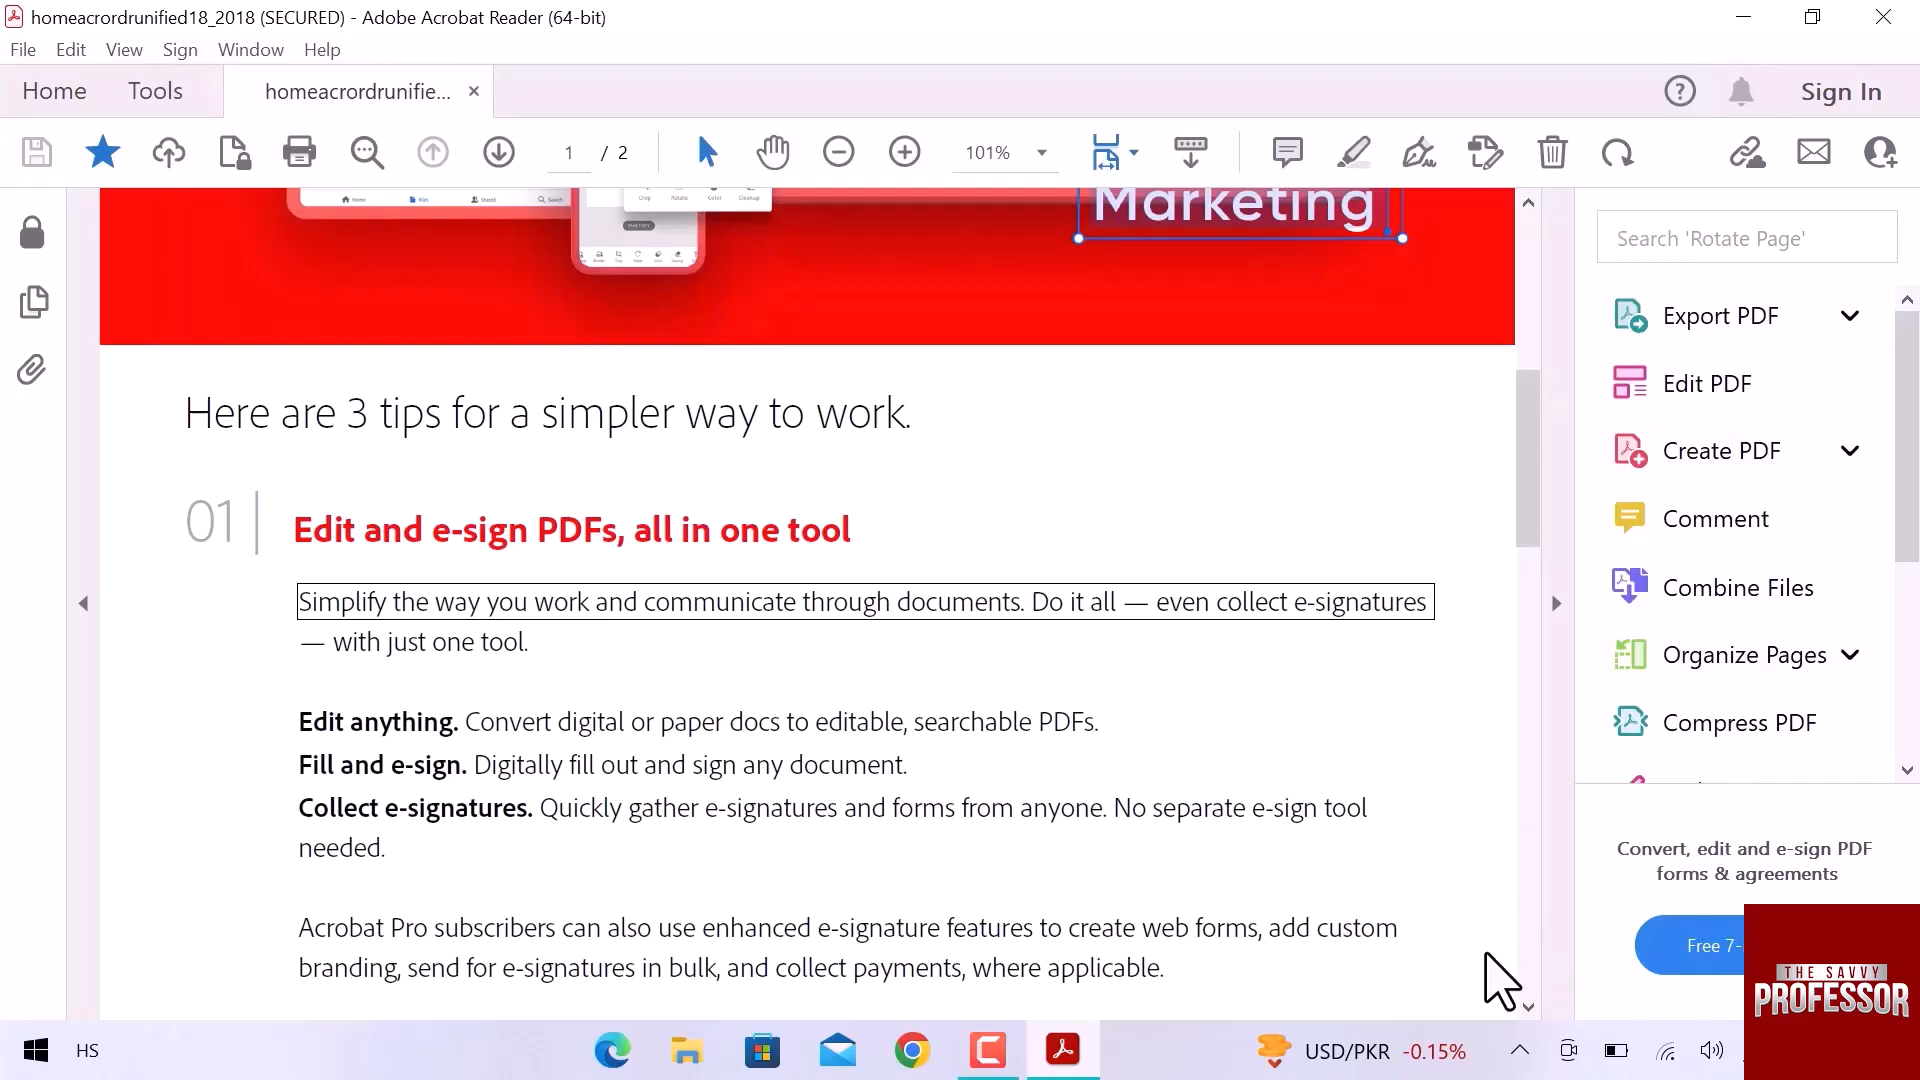 homeacrordrunified18_2018 (SECURED) - Adobe Acrobat Reader (64-bit)
File Edit View Sign Window Help
Home Tools homeacrordrunifie... × Sign In
1 / 2 101%
Home Files Shared Search
Crop Rotate Color Cleanup
Marketing
Search 'Rotate Page'
Export PDF
Edit PDF
Create PDF
Comment
Combine Files
Organize Pages
Compress PDF
Here are 3 tips for a simpler way to work.
01 Edit and e-sign PDFs, all in one tool
Simplify the way you work and communicate through documents. Do it all — even collect e-signatures
— with just one tool.
Edit anything. Convert digital or paper docs to editable, searchable PDFs.
Fill and e-sign. Digitally fill out and sign any document.
Collect e-signatures. Quickly gather e-signatures and forms from anyone. No separate e-sign tool
needed.
Acrobat Pro subscribers can also use enhanced e-signature features to create web forms, add custom
branding, send for e-signatures in bulk, and collect payments, where applicable.
Convert, edit and e-sign PDF
forms & agreements
Free 7-
THE SAVVY
PROFESSOR
HS USD/PKR -0.15%